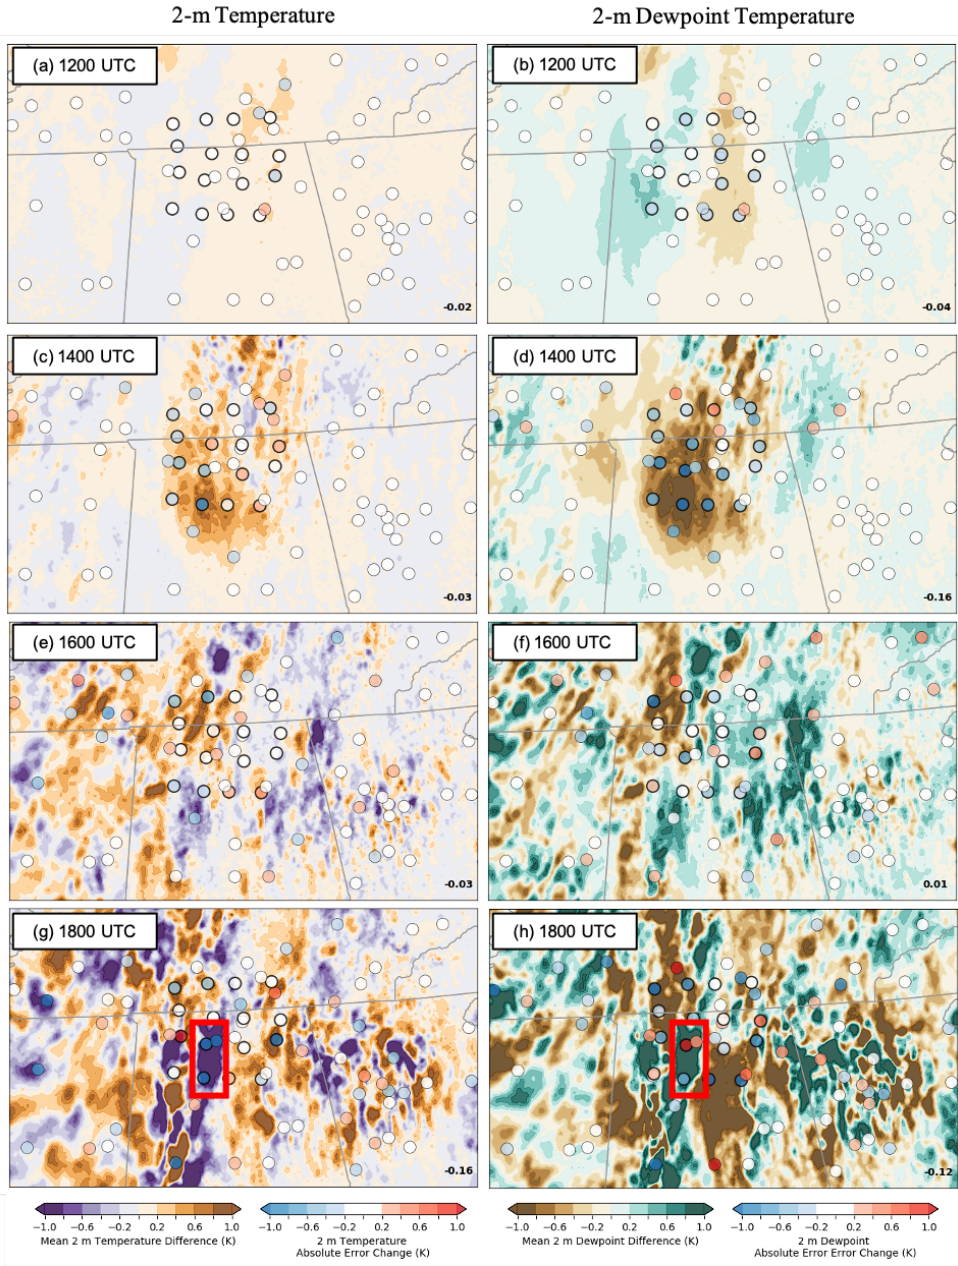 2-m Temperature
2-m Dewpoint Temperature
(a) 1200 UTC
(b) 1200 UTC
-0.02
-0.04
(c) 1400 UTC
(d) 1400 UTC
-0.03
-0.16
(e) 1600 UTC
(f) 1600 UTC
-0.03
0.01
(g) 1800 UTC
(h) 1800 UTC
-0.16
-0.12
−1.0 −0.6 −0.2 0.2 0.6 1.0
Mean 2 m Temperature Difference (K)
−1.0 −0.6 −0.2 0.2 0.6 1.0
2 m Temperature
Absolute Error Change (K)
−1.0 −0.6 −0.2 0.2 0.6 1.0
Mean 2 m Dewpoint Difference (K)
−1.0 −0.6 −0.2 0.2 0.6 1.0
2 m Dewpoint
Absolute Error Error Change (K)